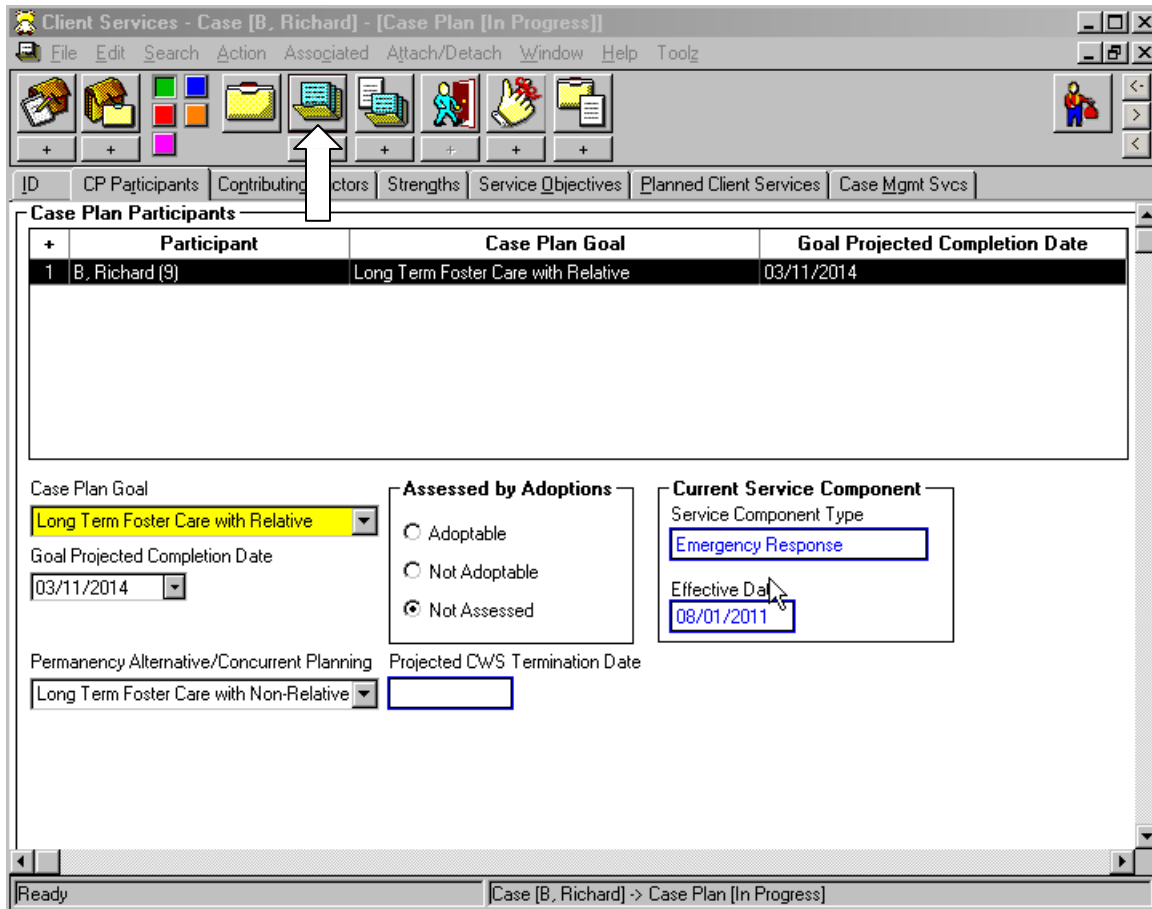 Client Services - Case [B, Richard] - [Case Plan [In Progress]]
File Edit Search Action Associated Attach/Detach Window Help Toolz
+ + + + + + +
ID CP Participants Contributing ctors Strengths Service Objectives Planned Client Services Case Mgmt Svcs
Case Plan Participants
+ Participant Case Plan Goal Goal Projected Completion Date
1 B, Richard (9) Long Term Foster Care with Relative 03/11/2014
Case Plan Goal
Long Term Foster Care with Relative
Goal Projected Completion Date
03/11/2014
Assessed by Adoptions
Adoptable
Not Adoptable
Not Assessed
Current Service Component
Service Component Type
Emergency Response
Effective Dat
08/01/2011
Permanency Alternative/Concurrent Planning
Long Term Foster Care with Non-Relative
Projected CWS Termination Date
Ready Case [B, Richard] -> Case Plan [In Progress]